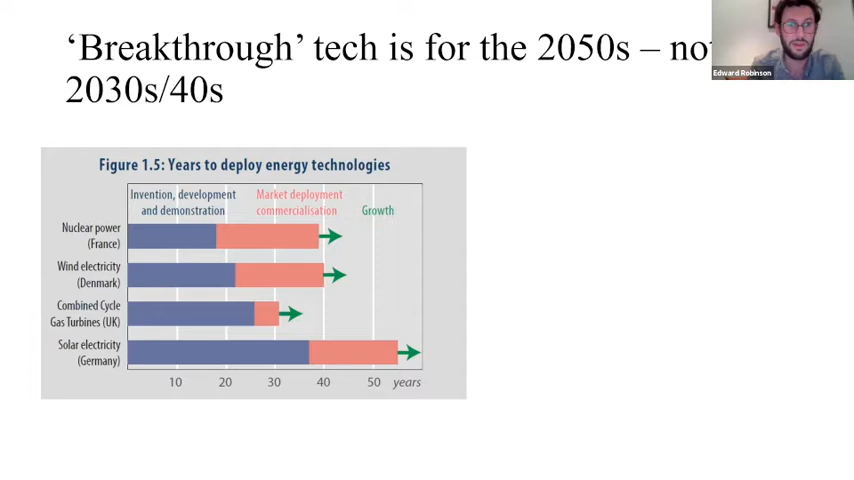 ‘Breakthrough’ tech is for the 2050s – no
2030s/40s
Edward Robinson
Figure 1.5: Years to deploy energy technologies
Invention, development
and demonstration
Market deployment
commercialisation
Growth
Nuclear power
(France)
Wind electricity
(Denmark)
Combined Cycle
Gas Turbines (UK)
Solar electricity
(Germany)
10 20 30 40 50 years